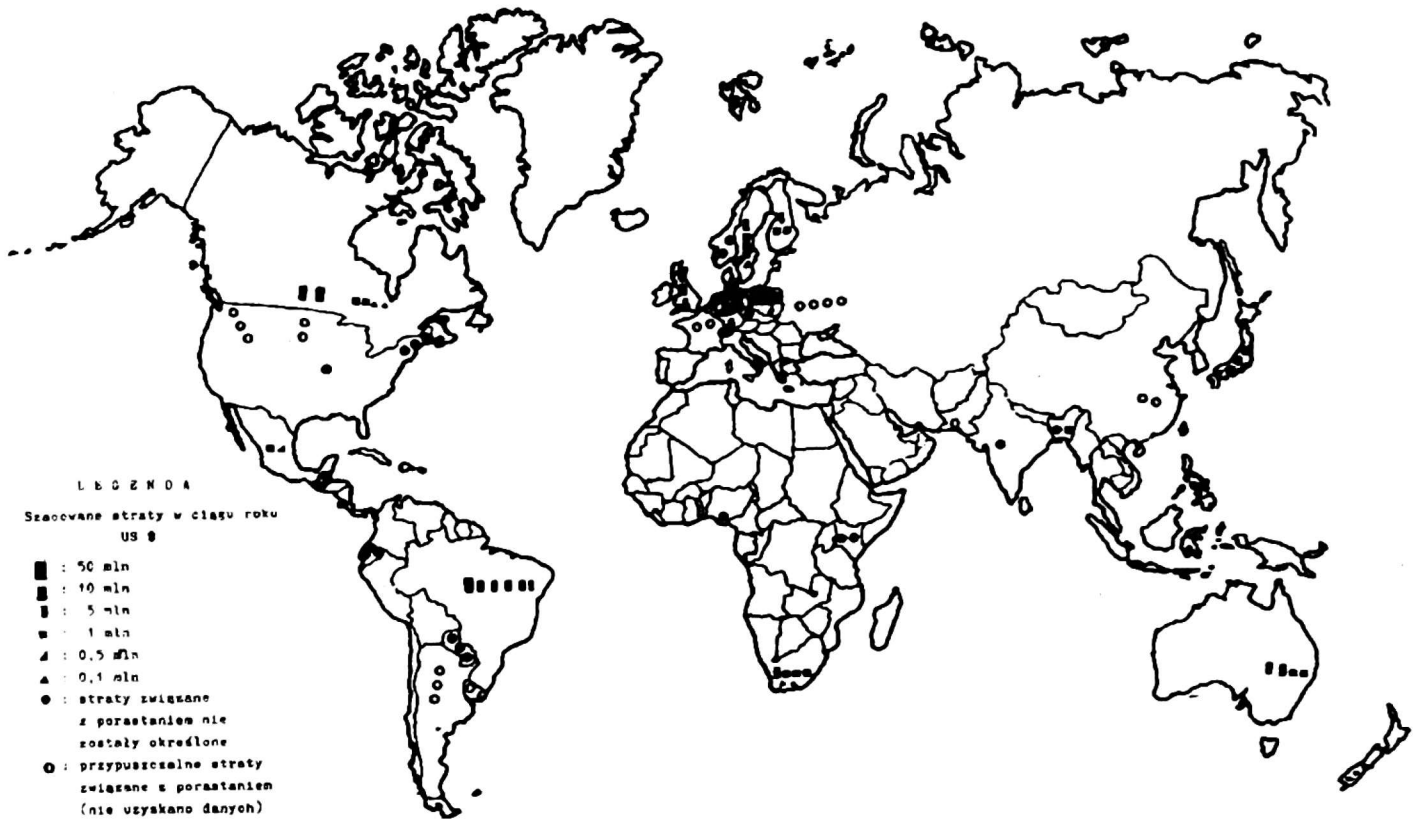 LEGENDA
Szacowane straty w ciągu roku
US $
: 50 mln
: 10 mln
: 5 mln
: 1 mln
: 0,5 mln
: 0,1 mln
: straty związane
z porastaniem nie
zostały określone
: przypuszczalne straty
związane z porastaniem
(nie uzyskano danych)